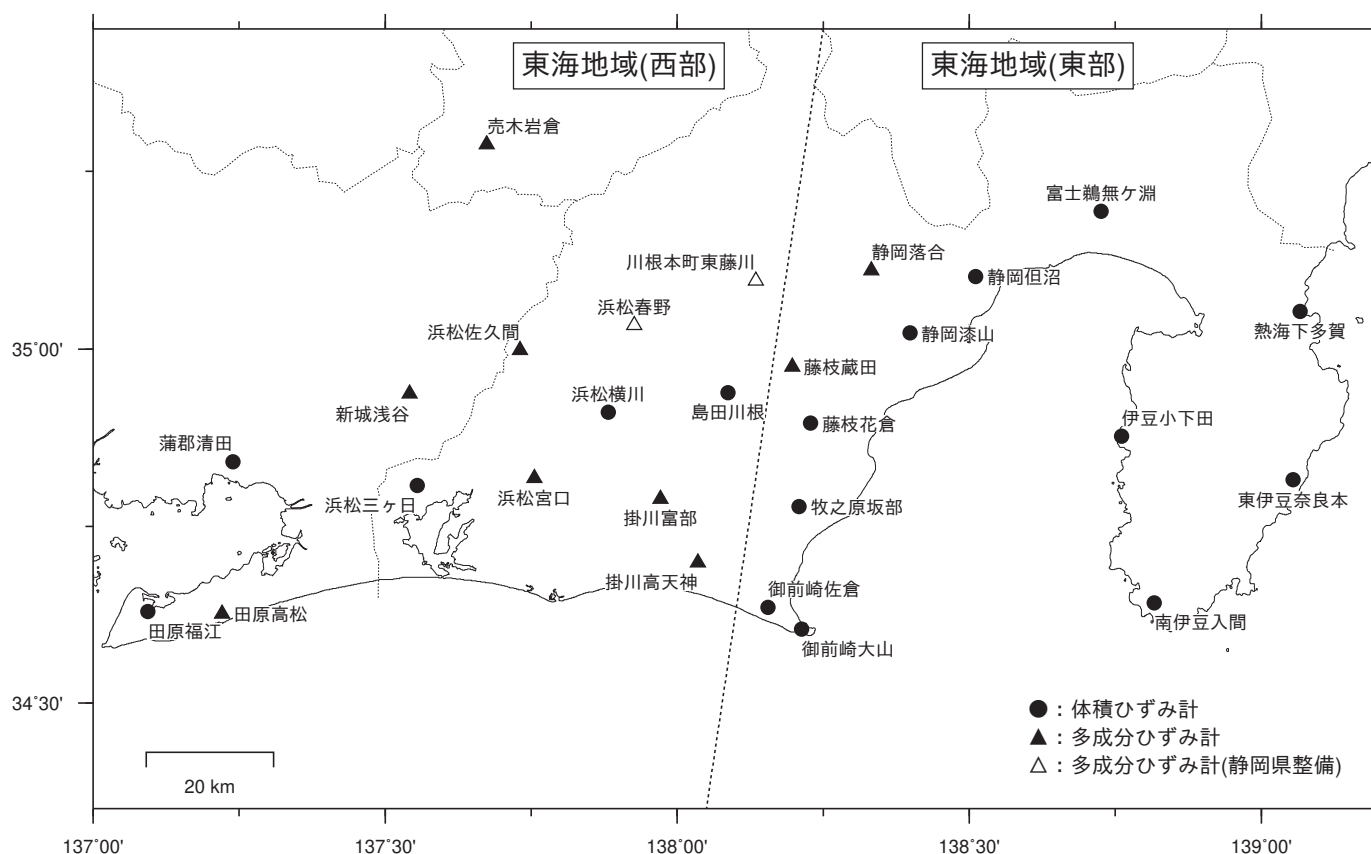 東海地域(西部)
東海地域(東部)
売木岩倉
富士鵜無ケ淵
川根本町東藤川
静岡落合
静岡但沼
浜松春野
熱海下多賀
浜松佐久間
静岡漆山
藤枝蔵田
新城浅谷
浜松横川
島田川根
藤枝花倉
伊豆小下田
蒲郡清田
浜松三ヶ日
浜松宮口
掛川富部
牧之原坂部
東伊豆奈良本
掛川高天神
御前崎佐倉
田原福江
田原高松
御前崎大山
南伊豆入間
35˚00'
34˚30'
●：体積ひずみ計
▲：多成分ひずみ計
△：多成分ひずみ計(静岡県整備)
20 km
137˚00'
137˚30'
138˚00'
138˚30'
139˚00'